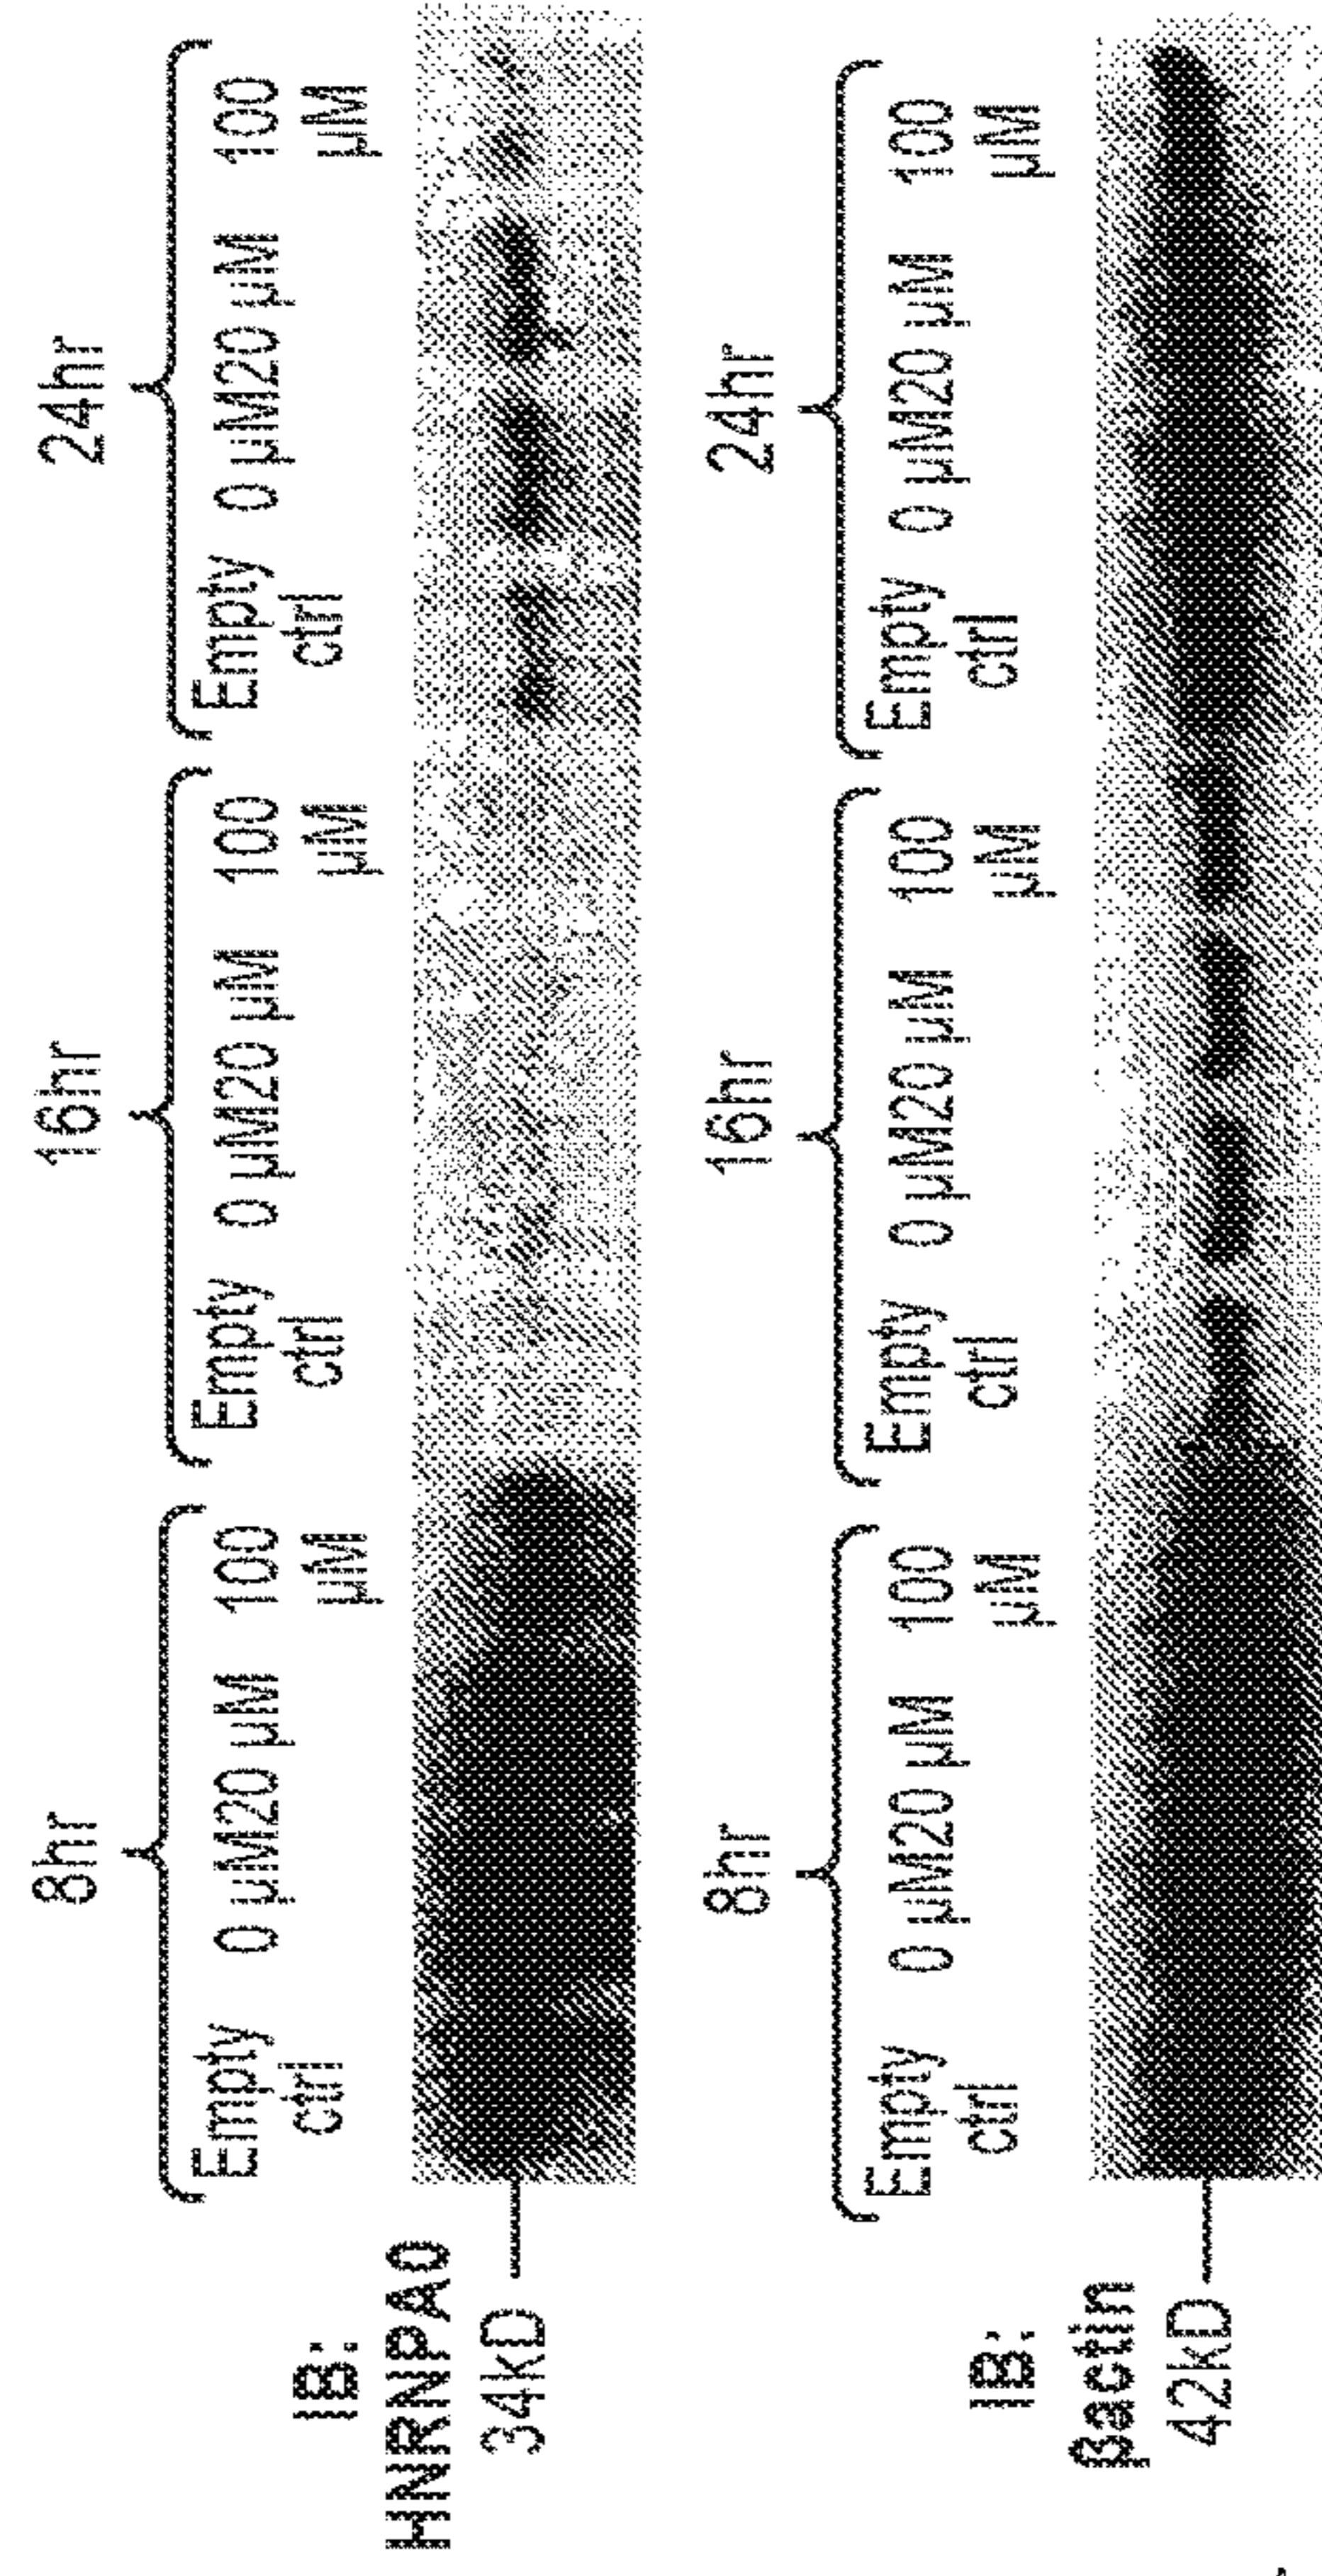 8hr 16hr 24hr
Empty ctrl 0 µM 20 µM 100 µM Empty ctrl 0 µM 20 µM 100 µM Empty ctrl 0 µM 20 µM 100 µM
IB:
HNRNPA0
34kD
8hr 16hr 24hr
Empty ctrl 0 µM 20 µM 100 µM Empty ctrl 0 µM 20 µM 100 µM Empty ctrl 0 µM 20 µM 100 µM
IB:
βactin
42kD